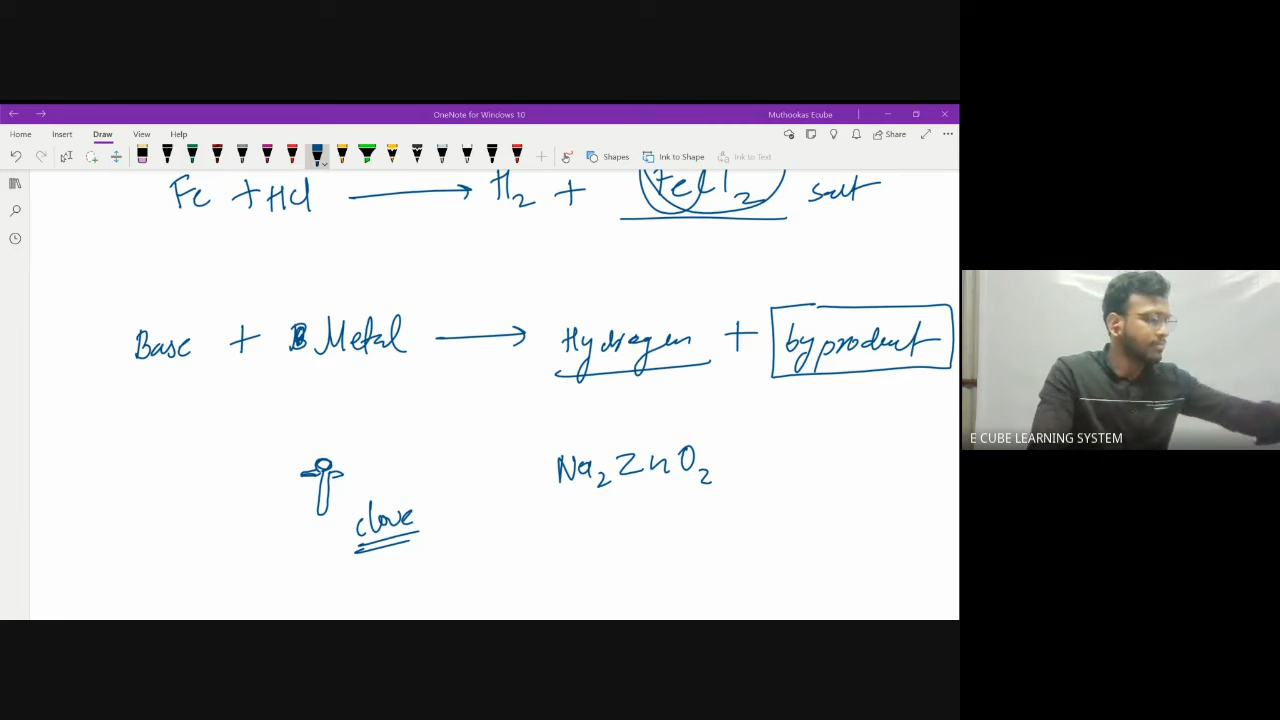 OneNote for Windows 10
Muthookas Ecube
Home Insert Draw View Help
Share
Shapes Ink to Shape Ink to Text
Fe + HCl → H2 + FeCl2 salt
Base + Metal → Hydrogen + byproduct
Na2ZnO2
clove
E CUBE LEARNING SYSTEM